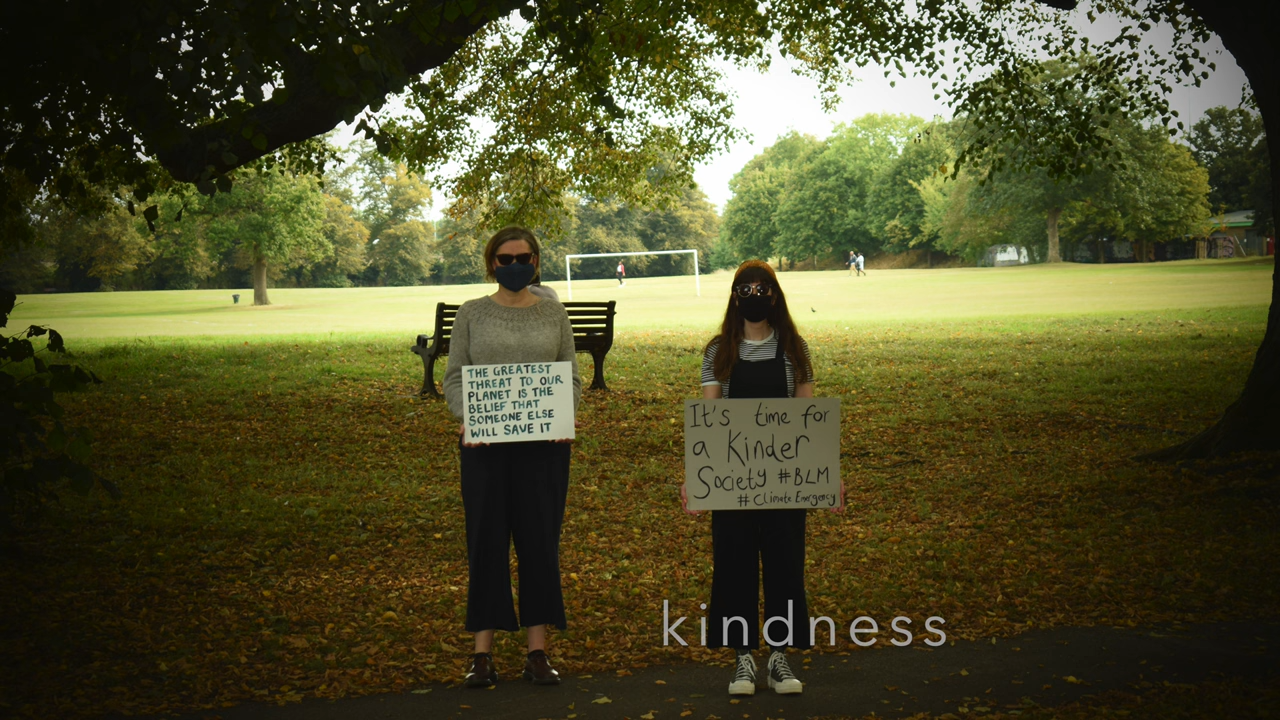 THE GREATEST
THREAT TO OUR
PLANET IS THE
BELIEF THAT
SOMEONE ELSE
WILL SAVE IT
It's time for
a Kinder
Society #BLM
#Climate Emergency
kindness